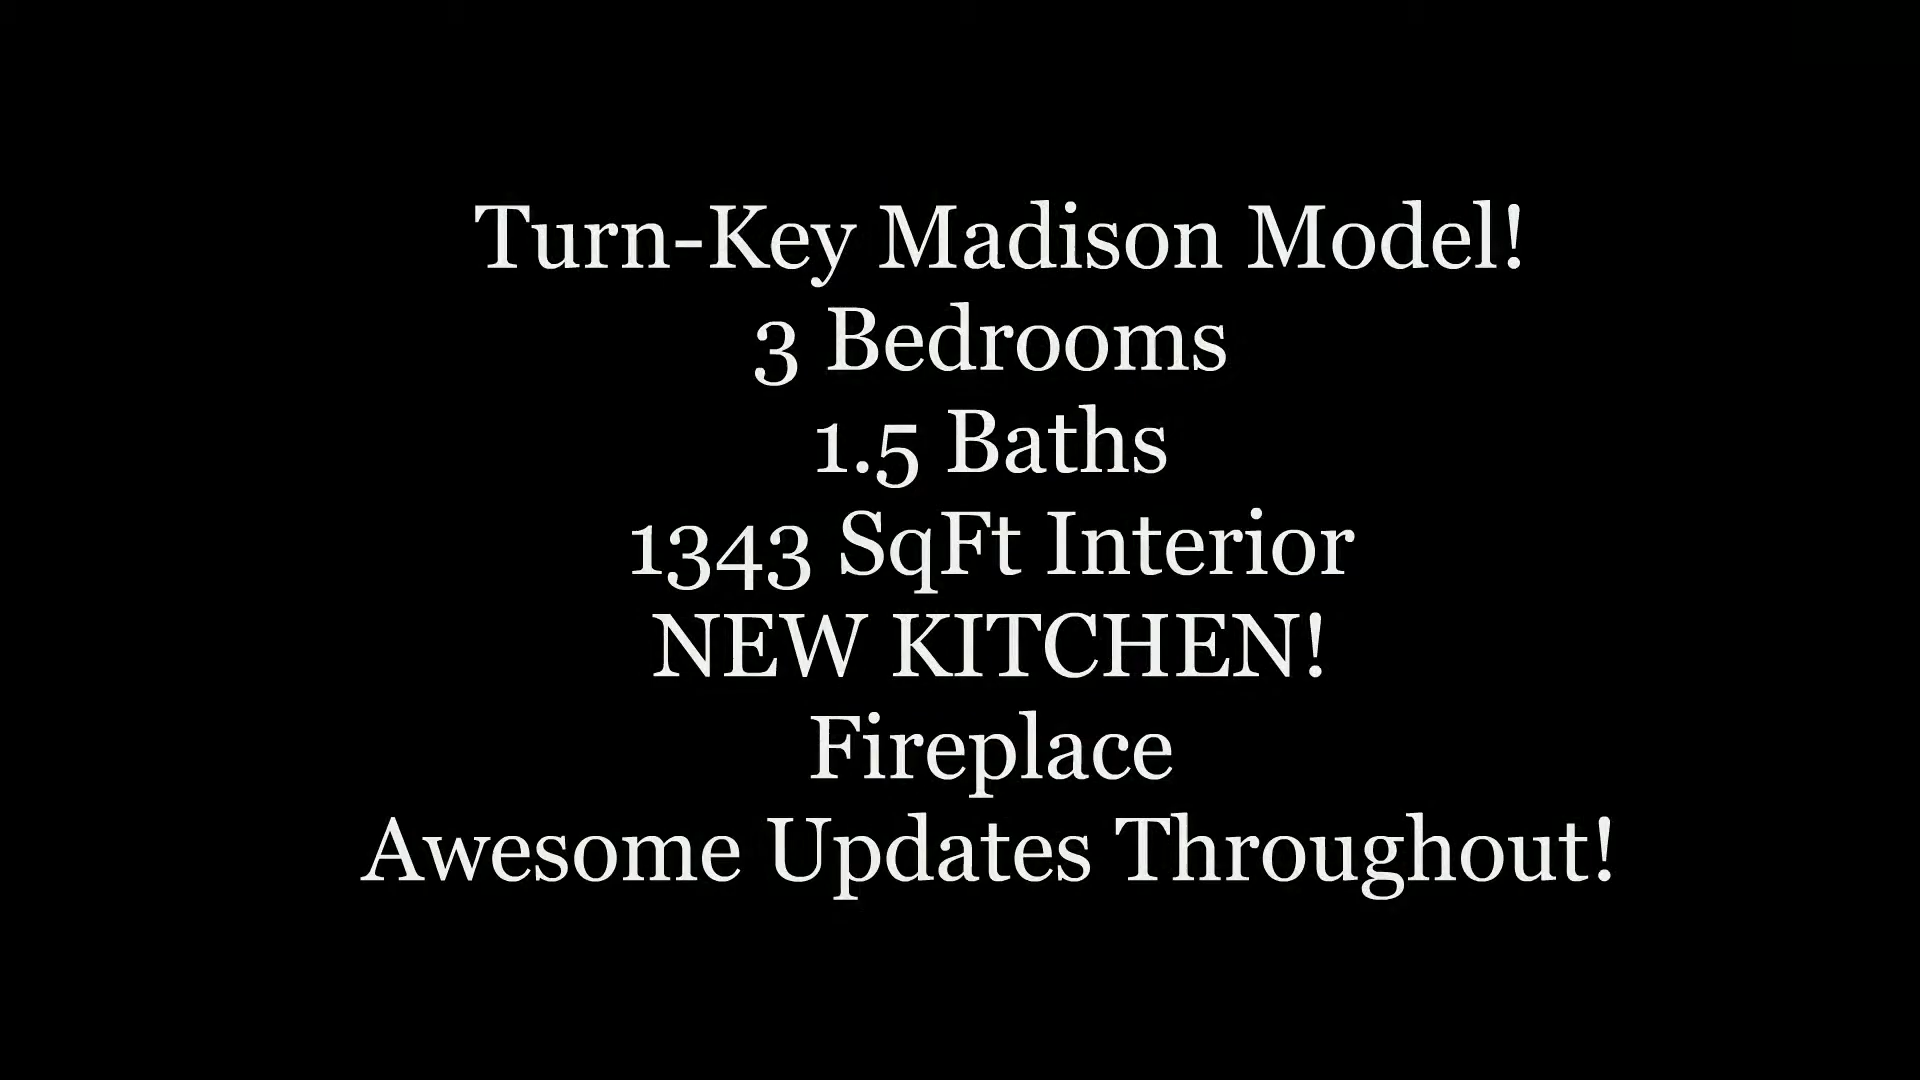 Turn-Key Madison Model!
3 Bedrooms
1.5 Baths
1343 SqFt Interior
NEW KITCHEN!
Fireplace
Awesome Updates Throughout!